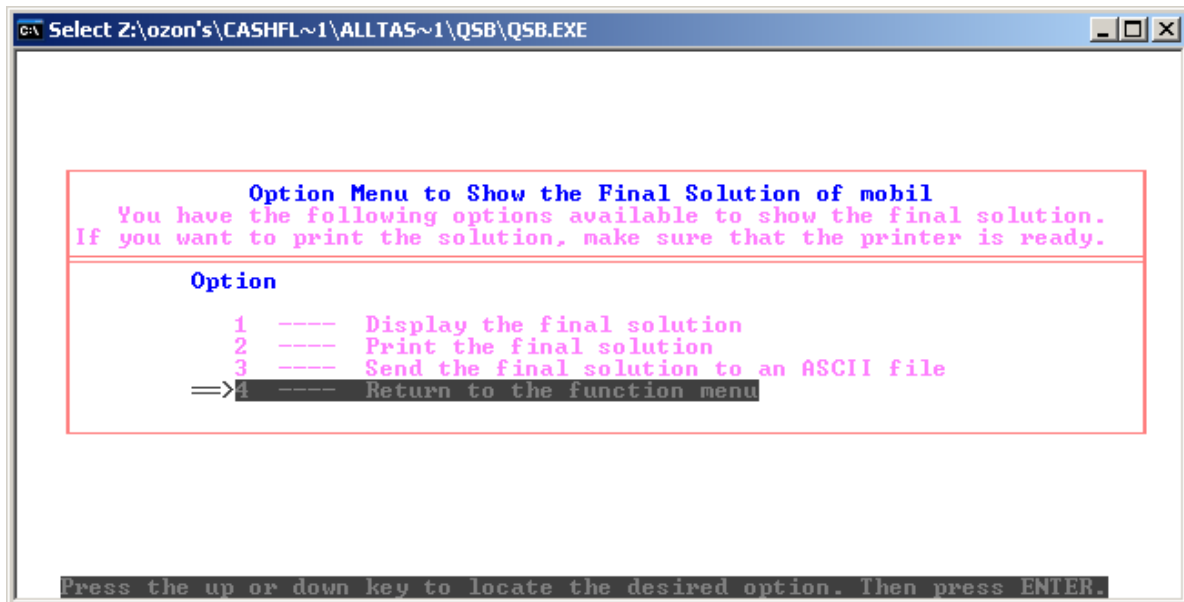 Select Z:\ozon's\CASHFL~1\ALLTAS~1\QSB\QSB.EXE
Option Menu to Show the Final Solution of mobil
You have the following options available to show the final solution.
If you want to print the solution, make sure that the printer is ready.
Option
1 ---- Display the final solution
2 ---- Print the final solution
3 ---- Send the final solution to an ASCII file
==>4 ---- Return to the function menu
Press the up or down key to locate the desired option. Then press ENTER.